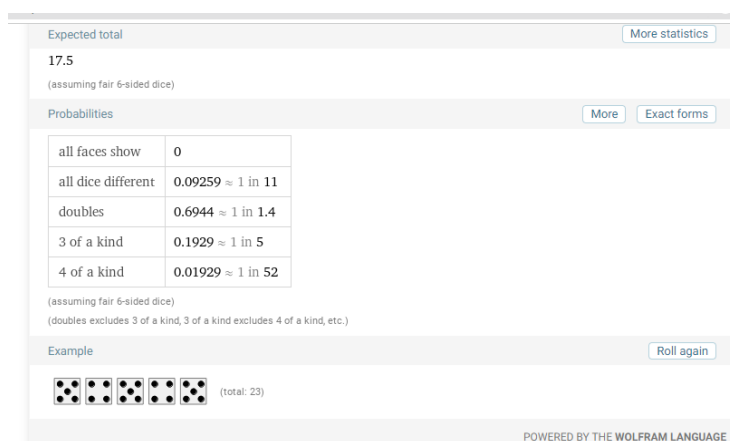 Expected total More statistics
17.5
(assuming fair 6-sided dice)
Probabilities More Exact forms
all faces show 0
all dice different 0.09259 ≈ 1 in 11
doubles 0.6944 ≈ 1 in 1.4
3 of a kind 0.1929 ≈ 1 in 5
4 of a kind 0.01929 ≈ 1 in 52
(assuming fair 6-sided dice)
(doubles excludes 3 of a kind, 3 of a kind excludes 4 of a kind, etc.)
Example Roll again
(total: 23)
POWERED BY THE WOLFRAM LANGUAGE